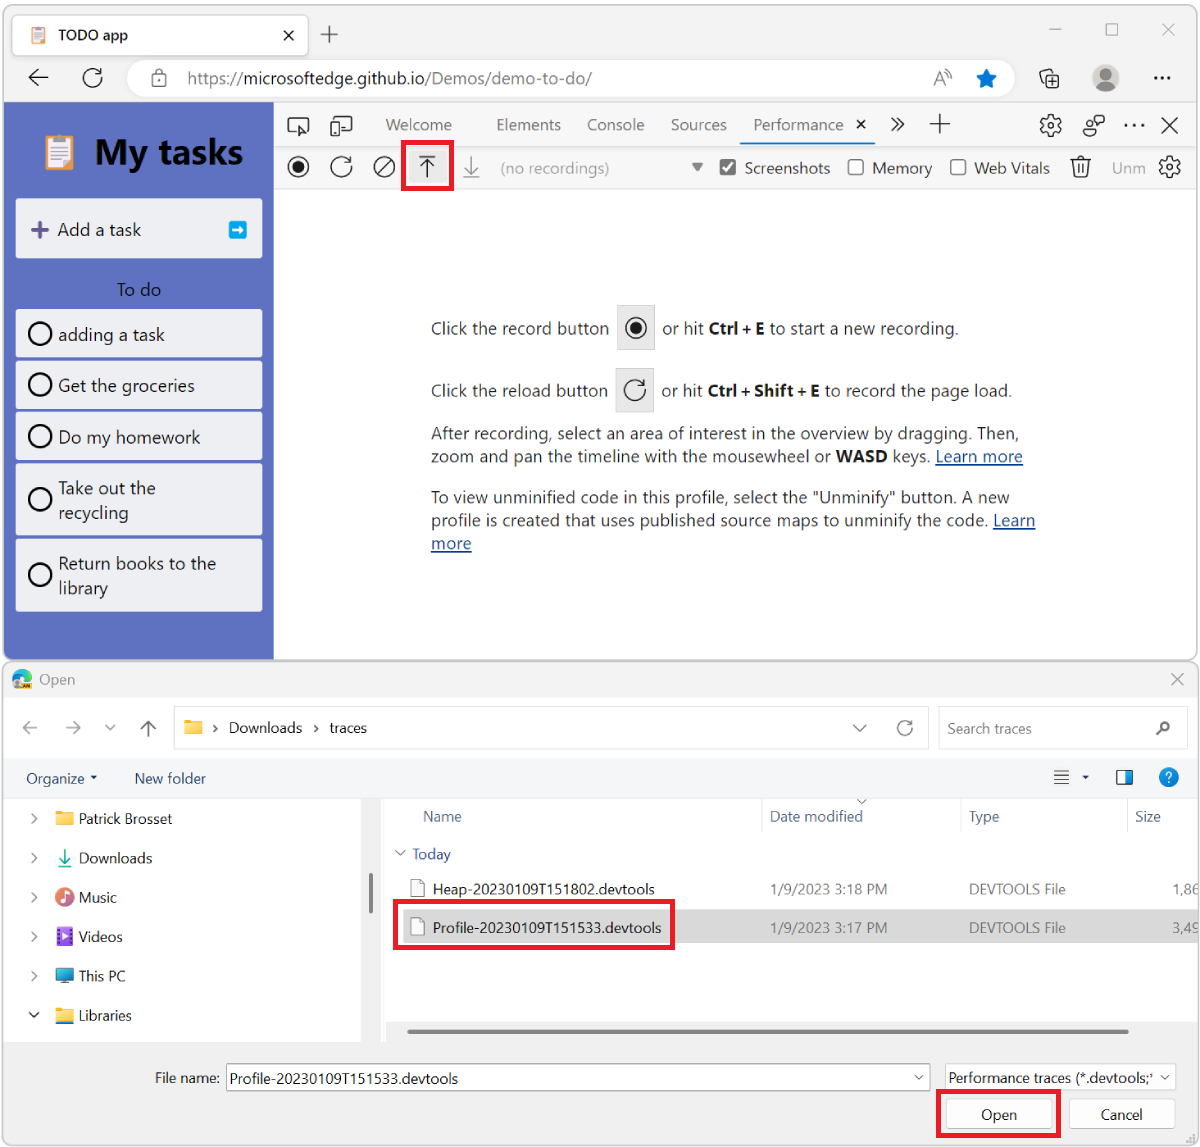 TODO app
https://microsoftedge.github.io/Demos/demo-to-do/
My tasks
Add a task
To do
adding a task
Get the groceries
Do my homework
Take out the
recycling
Return books to the
library
Welcome Elements Console Sources Performance
(no recordings) Screenshots Memory Web Vitals Unm
Click the record button or hit Ctrl + E to start a new recording.
Click the reload button or hit Ctrl + Shift + E to record the page load.
After recording, select an area of interest in the overview by dragging. Then,
zoom and pan the timeline with the mousewheel or WASD keys. Learn more
To view unminified code in this profile, select the "Unminify" button. A new
profile is created that uses published source maps to unminify the code. Learn
more
Open
Downloads traces
Search traces
Organize New folder
Patrick Brosset
Downloads
Music
Videos
This PC
Libraries
Name Date modified Type Size
Today
Heap-20230109T151802.devtools 1/9/2023 3:18 PM DEVTOOLS File 1,86
Profile-20230109T151533.devtools 1/9/2023 3:17 PM DEVTOOLS File 3,49
File name: Profile-20230109T151533.devtools Performance traces (*.devtools;*
Open Cancel